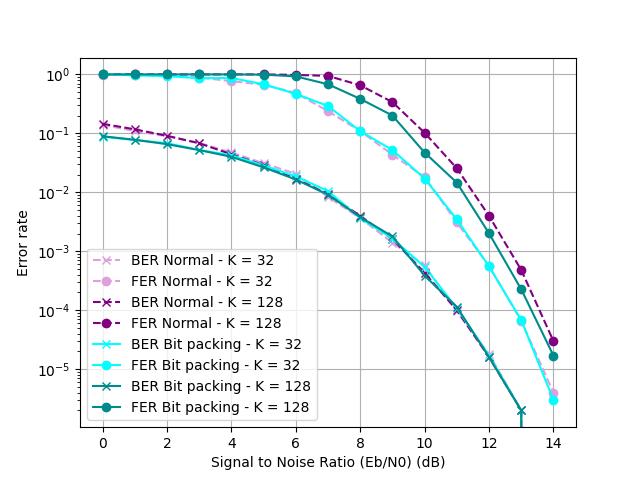 10⁰
10⁻¹
10⁻²
10⁻³
10⁻⁴
10⁻⁵
Error rate
BER Normal - K = 32
FER Normal - K = 32
BER Normal - K = 128
FER Normal - K = 128
BER Bit packing - K = 32
FER Bit packing - K = 32
BER Bit packing - K = 128
FER Bit packing - K = 128
0 2 4 6 8 10 12 14
Signal to Noise Ratio (Eb/N0) (dB)